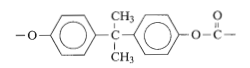 CH₃ O
—O— —C— —O—C—
CH₃